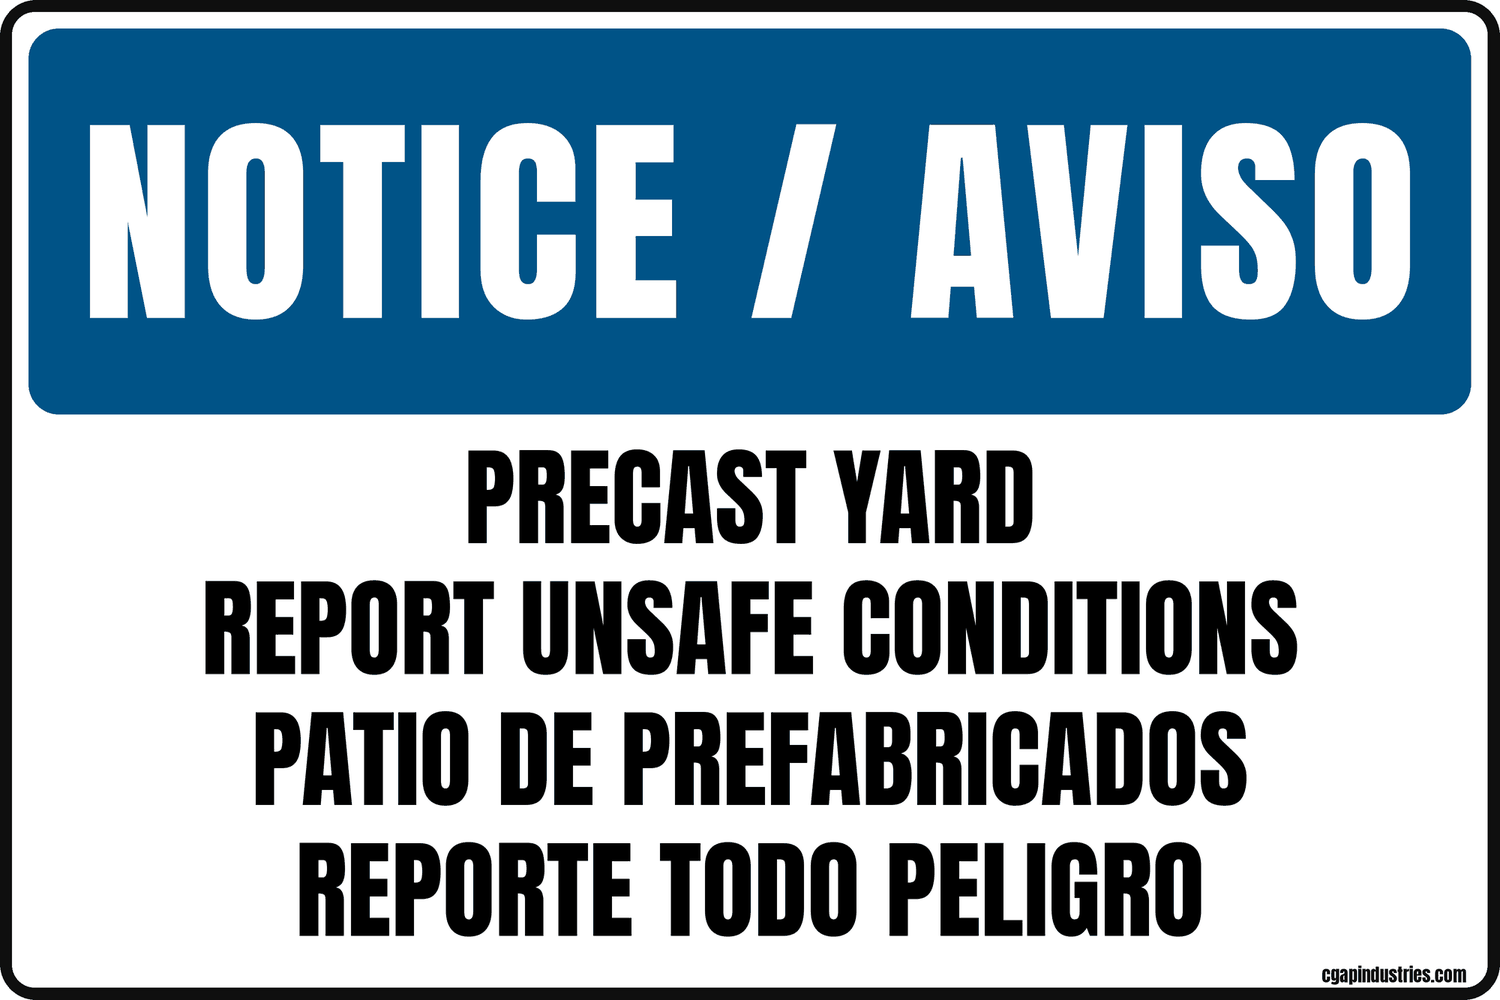 NOTICE / AVISO
PRECAST YARD
REPORT UNSAFE CONDITIONS
PATIO DE PREFABRICADOS
REPORTE TODO PELIGRO
cgapindustries.com